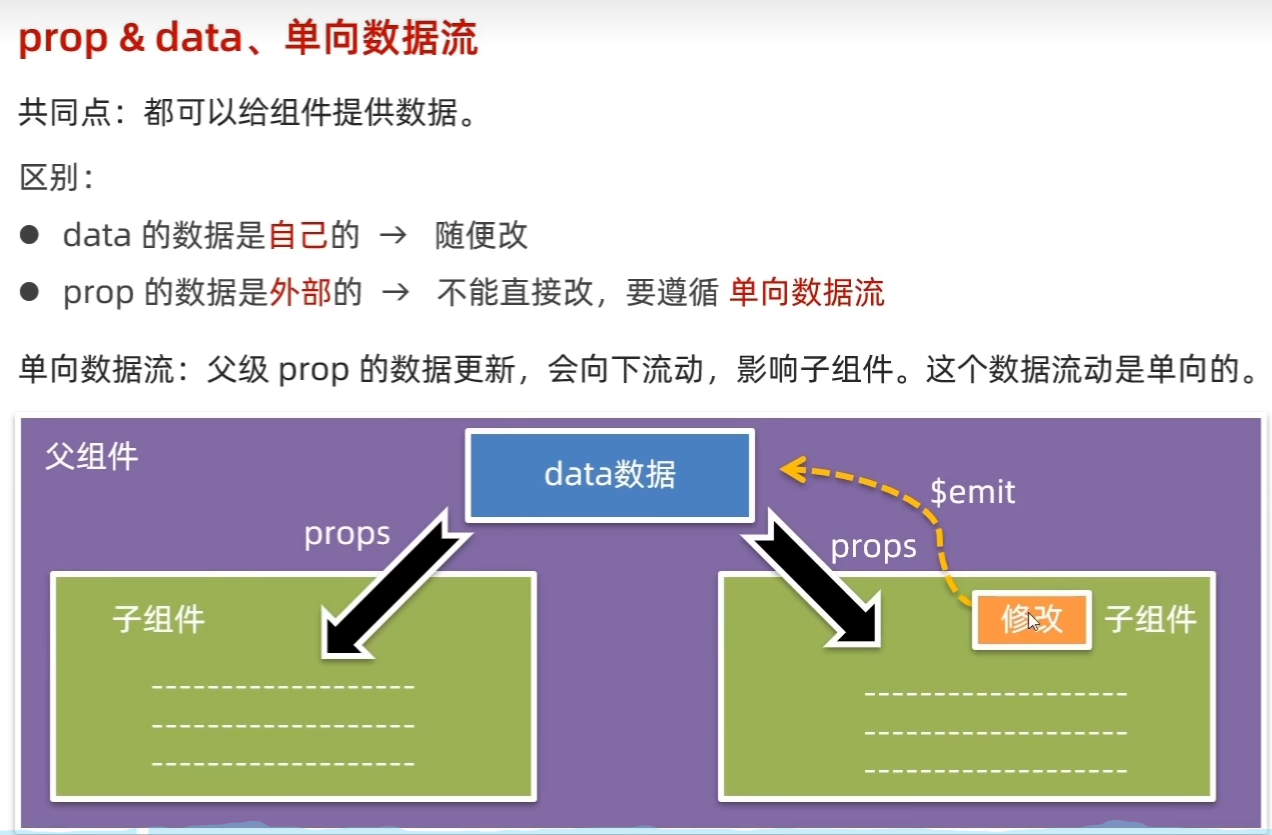 prop & data、单向数据流
共同点：都可以给组件提供数据。
区别：
● data 的数据是自己的 → 随便改
● prop 的数据是外部的 → 不能直接改，要遵循 单向数据流
单向数据流：父级 prop 的数据更新，会向下流动，影响子组件。这个数据流动是单向的。
父组件
data数据
$emit
props
props
子组件
修改
子组件
-------------------
-------------------
-------------------
-------------------
-------------------
-------------------